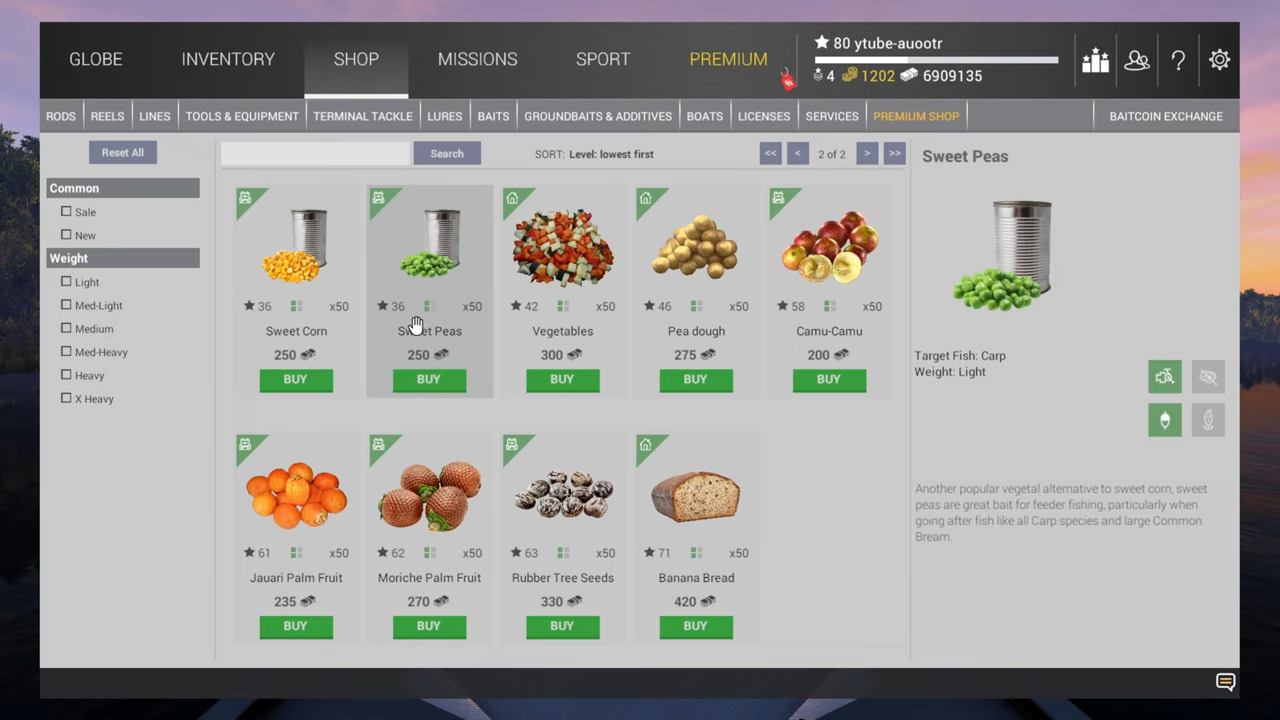 GLOBE INVENTORY SHOP MISSIONS SPORT PREMIUM
80 ytube-auootr
4 1202 6909135
RODS REELS LINES TOOLS & EQUIPMENT TERMINAL TACKLE LURES BAITS GROUNDBAITS & ADDITIVES BOATS LICENSES SERVICES PREMIUM SHOP BAITCOIN EXCHANGE
Reset All
Common
Sale
New
Weight
Light
Med-Light
Medium
Med-Heavy
Heavy
X Heavy
Search SORT: Level: lowest first << < 2 of 2 > >>
36 x50 36 x50 42 x50 46 x50 58 x50
Sweet Corn Sweet Peas Vegetables Pea dough Camu-Camu
250 250 300 275 200
BUY BUY BUY BUY BUY
61 x50 62 x50 63 x50 71 x50
Jauari Palm Fruit Moriche Palm Fruit Rubber Tree Seeds Banana Bread
235 270 330 420
BUY BUY BUY BUY
Sweet Peas
Target Fish: Carp
Weight: Light
Another popular vegetal alternative to sweet corn, sweet
peas are great bait for feeder fishing, particularly when
going after fish like all Carp species and large Common
Bream.